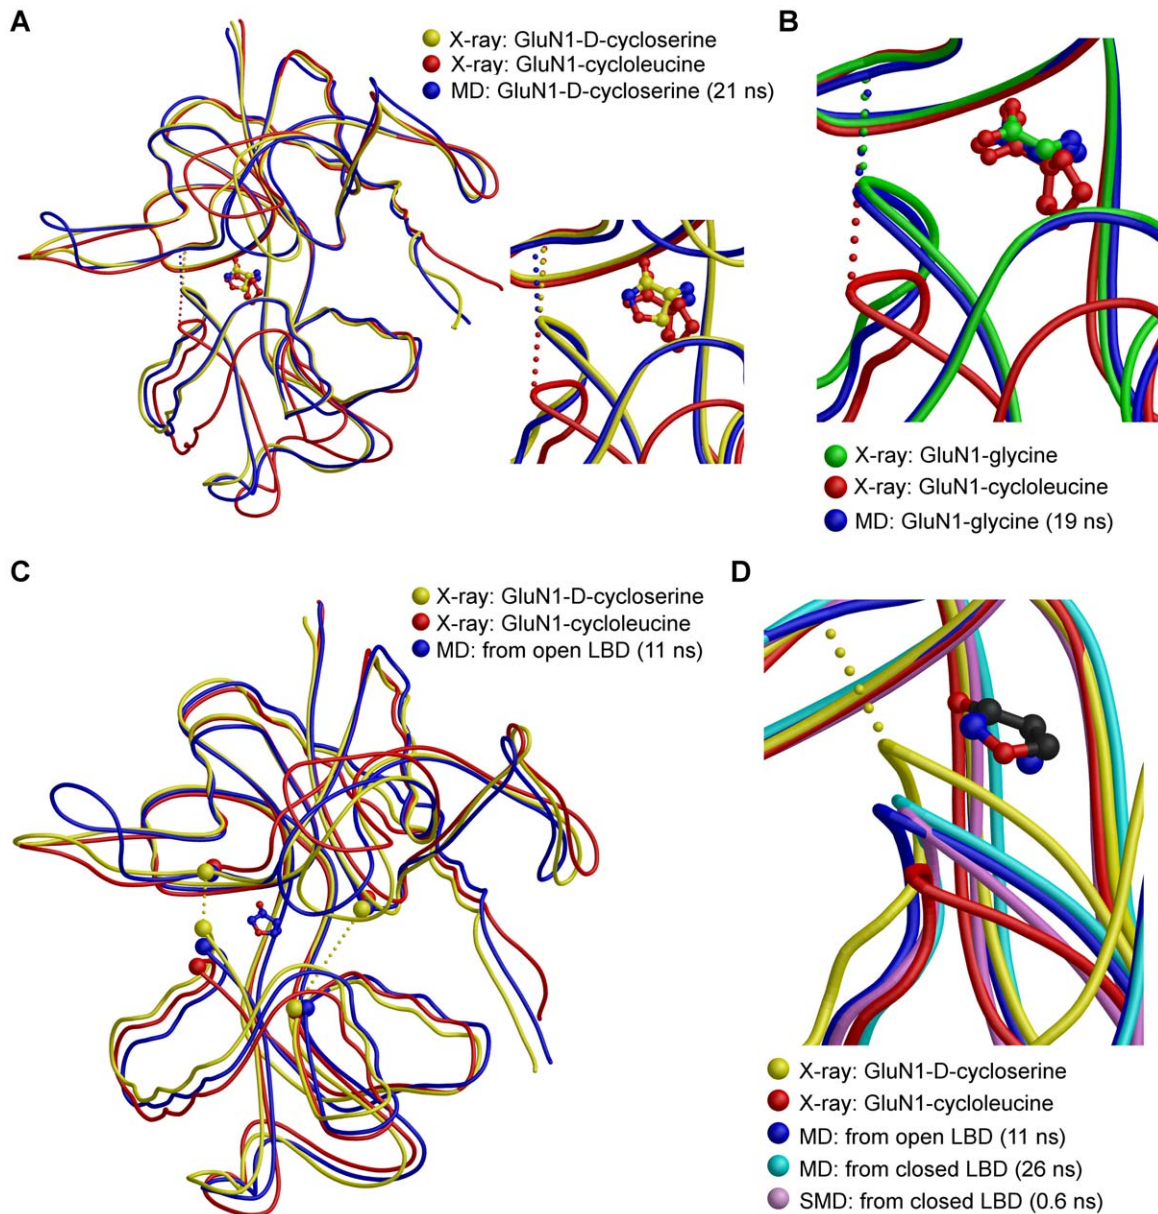 A
X-ray: GluN1-D-cycloserine
X-ray: GluN1-cycloleucine
MD: GluN1-D-cycloserine (21 ns)
B
X-ray: GluN1-glycine
X-ray: GluN1-cycloleucine
MD: GluN1-glycine (19 ns)
C
X-ray: GluN1-D-cycloserine
X-ray: GluN1-cycloleucine
MD: from open LBD (11 ns)
D
X-ray: GluN1-D-cycloserine
X-ray: GluN1-cycloleucine
MD: from open LBD (11 ns)
MD: from closed LBD (26 ns)
SMD: from closed LBD (0.6 ns)